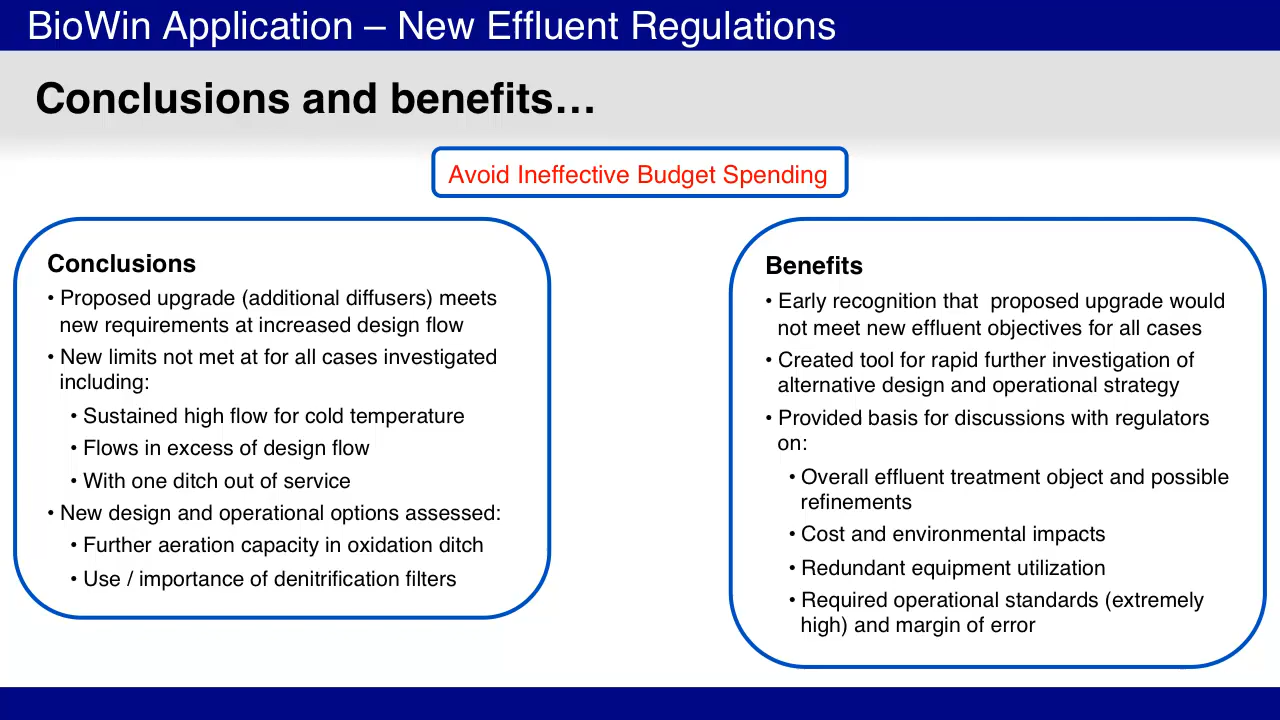 BioWin Application – New Effluent Regulations
Conclusions and benefits…
Avoid Ineffective Budget Spending
Conclusions
• Proposed upgrade (additional diffusers) meets
new requirements at increased design flow
• New limits not met at for all cases investigated
including:
• Sustained high flow for cold temperature
• Flows in excess of design flow
• With one ditch out of service
• New design and operational options assessed:
• Further aeration capacity in oxidation ditch
• Use / importance of denitrification filters
Benefits
• Early recognition that  proposed upgrade would
not meet new effluent objectives for all cases
• Created tool for rapid further investigation of
alternative design and operational strategy
• Provided basis for discussions with regulators
on:
• Overall effluent treatment object and possible
refinements
• Cost and environmental impacts
• Redundant equipment utilization
• Required operational standards (extremely
high) and margin of error